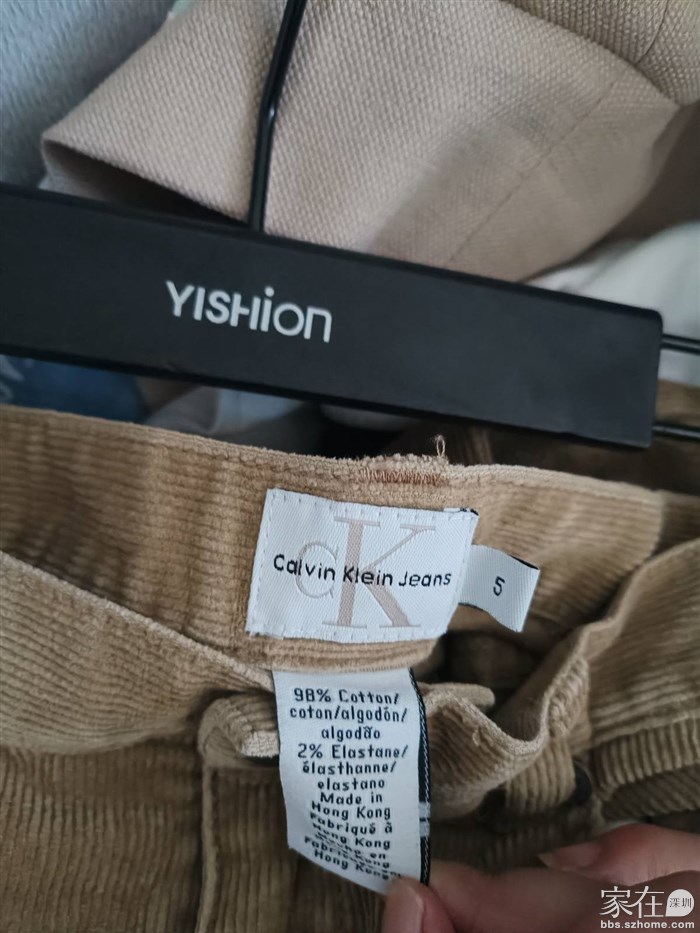 YISHION
CK
Calvin Klein Jeans
5
98% Cotton/
coton/algodón/
algodão
2% Elastane/
élasthanne/
elastano
Made in
Hong Kong
Fabriqué à
Hong Kong
Hong Kong
家在深圳
bbs.szhome.com